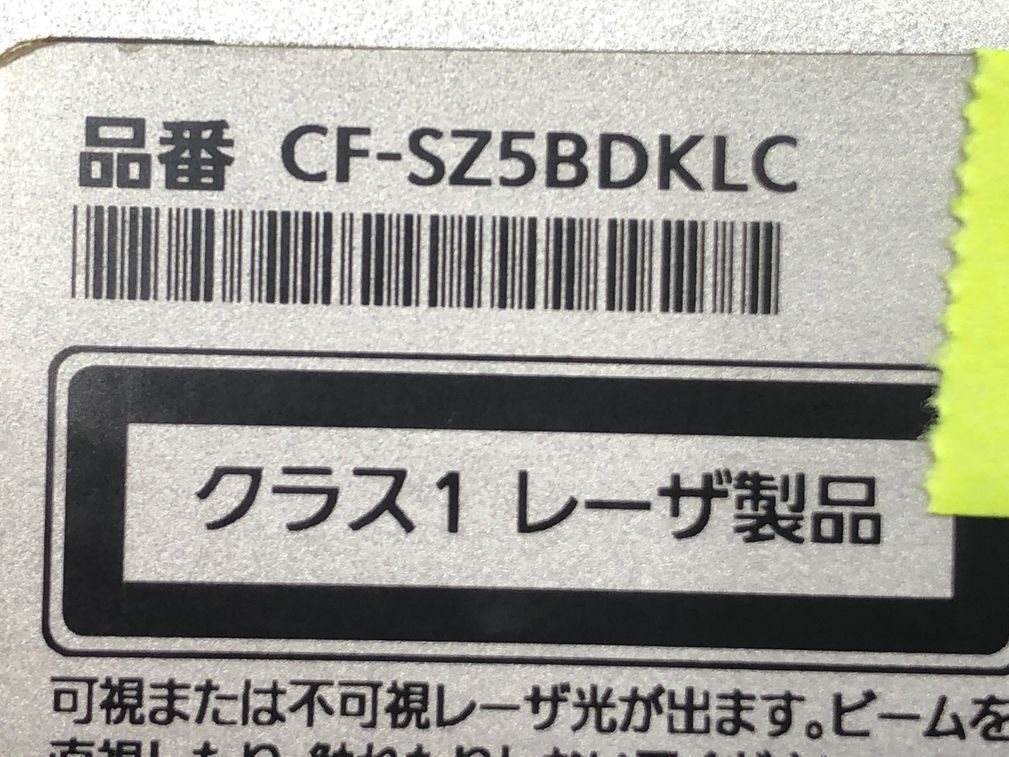 品番 CF-SZ5BDKLC
クラス1 レーザ製品
可視または不可視レーザ光が出ます。ビームを